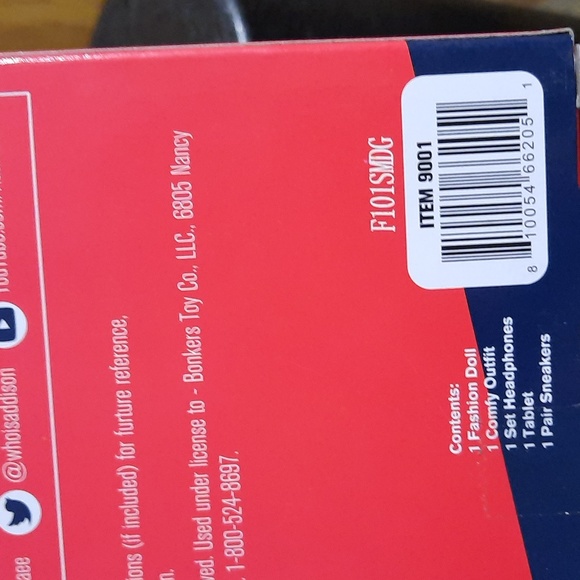 @whoisaddison
ions (if included) for furture reference,
ved. Used under license to - Bonkers Toy Co., LLC., 6805 Nancy
1-800-524-8697.
F101SMDG
ITEM 9001
8 10054 66205 1
Contents:
1 Fashion Doll
1 Comfy Outfit
1 Set Headphones
1 Tablet
1 Pair Sneakers